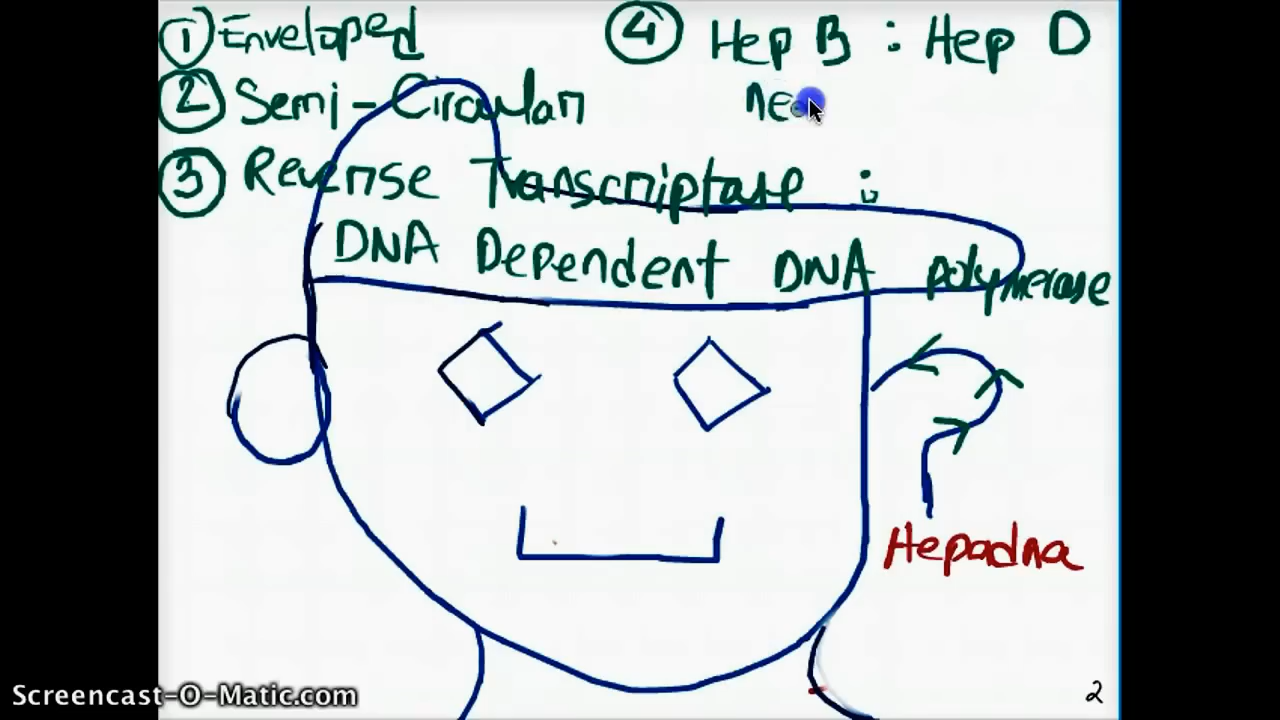 ① Enveloped
② Semi-Circular
③ Reverse Transcriptase :
DNA Dependent DNA polymerase
④ Hep B : Hep D
nee
Hepadna
Screencast-O-Matic.com
2